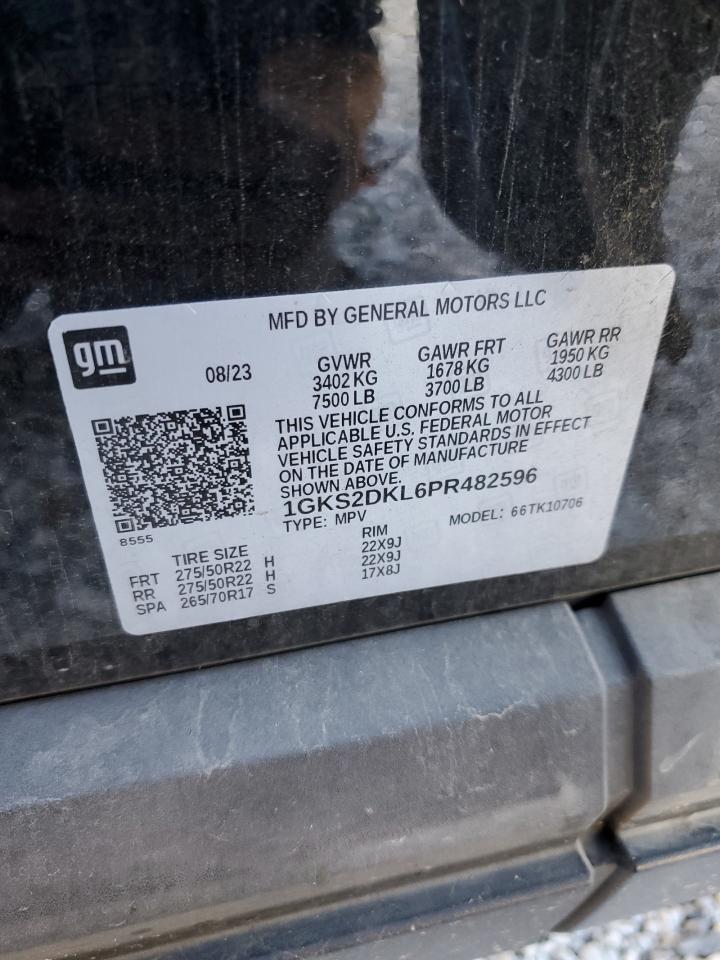 MFD BY GENERAL MOTORS LLC
gm
08/23
GVWR GAWR FRT GAWR RR
3402 KG 1678 KG 1950 KG
7500 LB 3700 LB 4300 LB
THIS VEHICLE CONFORMS TO ALL
APPLICABLE U.S. FEDERAL MOTOR
VEHICLE SAFETY STANDARDS IN EFFECT
ON THE DATE OF MANUFACTURE
SHOWN ABOVE.
1GKS2DKL6PR482596
TYPE: MPV MODEL: 66TK10706
8555
TIRE SIZE RIM
FRT 275/50R22 H 22X9J
RR 275/50R22 H 22X9J
SPA 265/70R17 S 17X8J